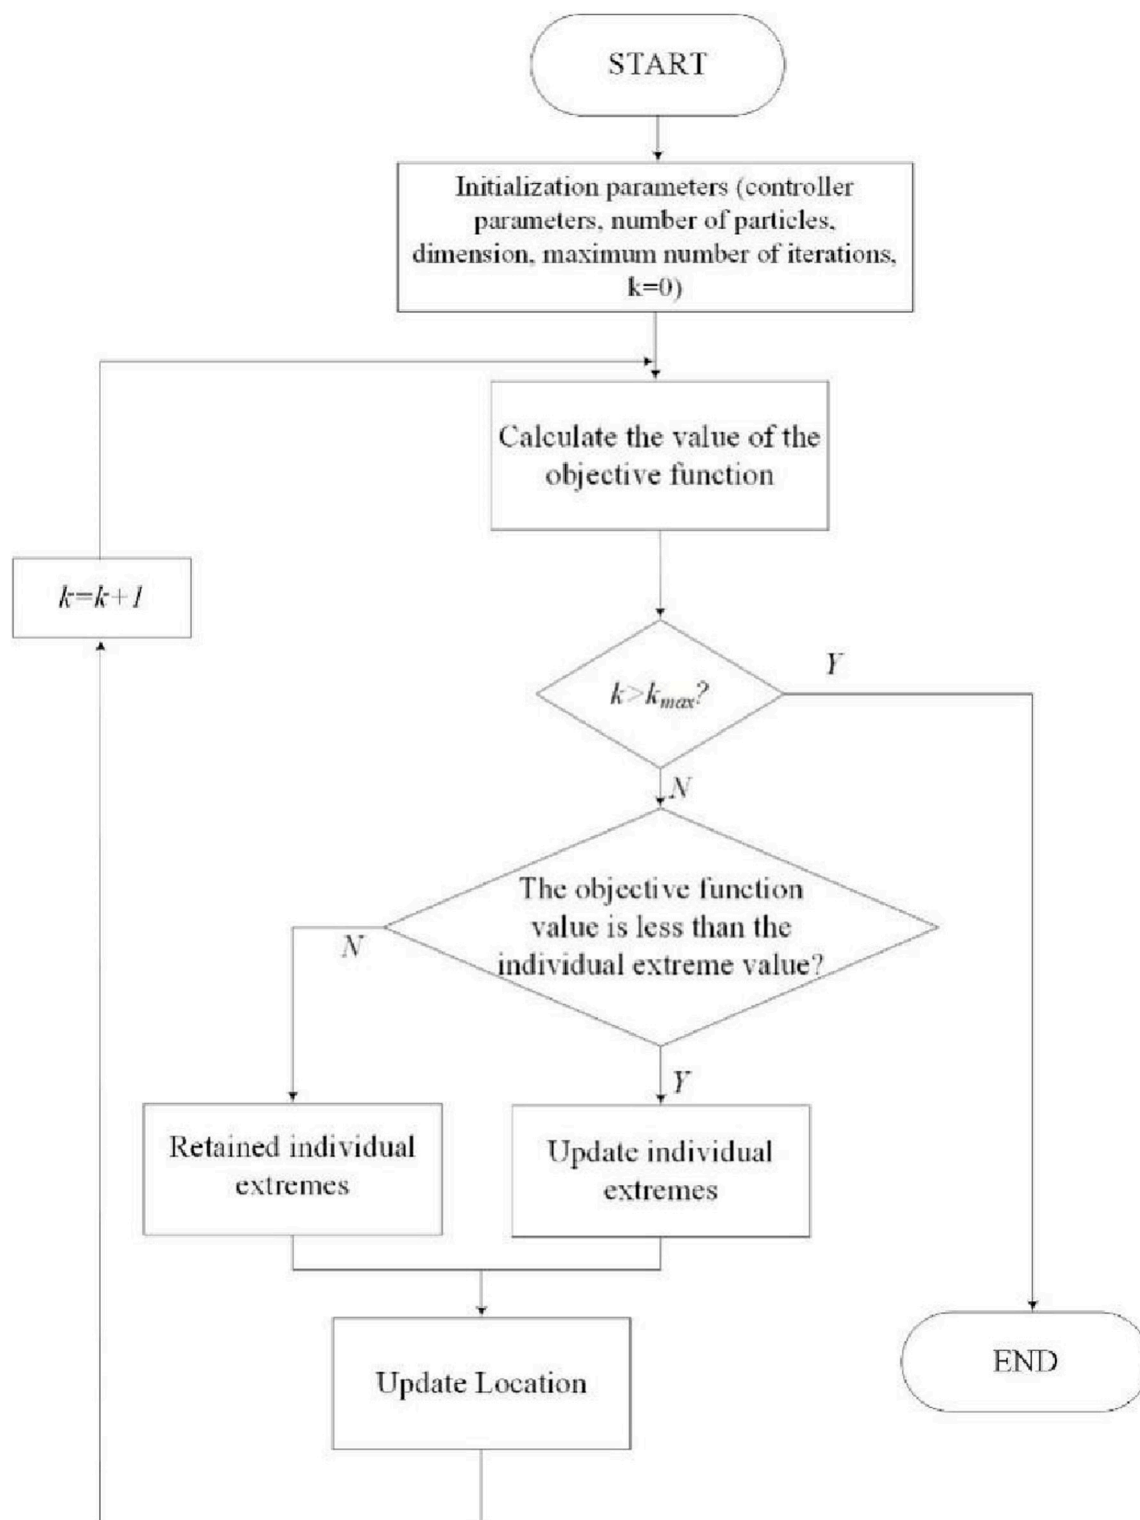 START
Initialization parameters (controller
parameters, number of particles,
dimension, maximum number of iterations,
k=0)
Calculate the value of the
objective function
k=k+1
k>kmax?
Y
N
The objective function
value is less than the
individual extreme value?
N
Y
Retained individual
extremes
Update individual
extremes
Update Location
END